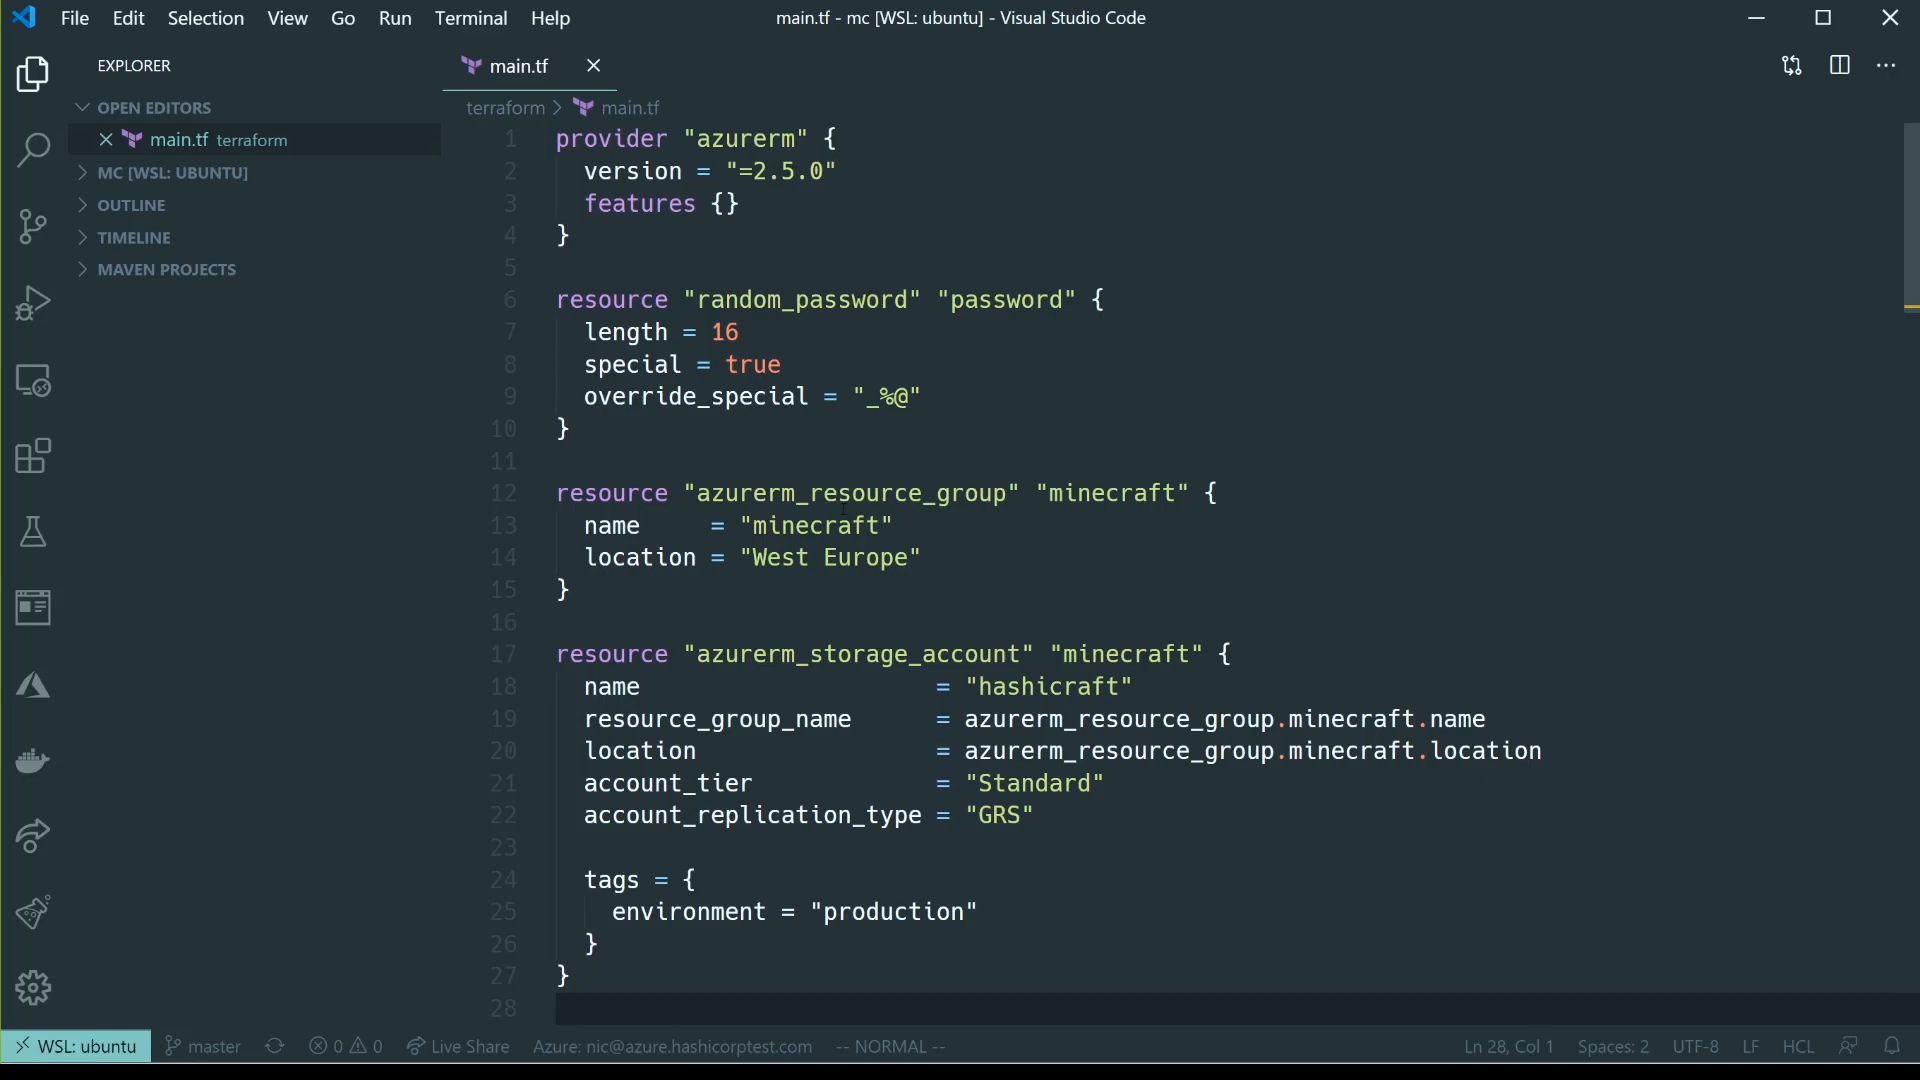 File Edit Selection View Go Run Terminal Help
main.tf - mc [WSL: ubuntu] - Visual Studio Code
EXPLORER
OPEN EDITORS
main.tf terraform
MC [WSL: UBUNTU]
OUTLINE
TIMELINE
MAVEN PROJECTS
main.tf
terraform > main.tf
1 provider "azurerm" {
2 version = "=2.5.0"
3 features {}
4 }
5
6 resource "random_password" "password" {
7 length = 16
8 special = true
9 override_special = "_%@"
10 }
11
12 resource "azurerm_resource_group" "minecraft" {
13 name     = "minecraft"
14 location = "West Europe"
15 }
16
17 resource "azurerm_storage_account" "minecraft" {
18 name                     = "hashicraft"
19 resource_group_name      = azurerm_resource_group.minecraft.name
20 location                 = azurerm_resource_group.minecraft.location
21 account_tier             = "Standard"
22 account_replication_type = "GRS"
23
24 tags = {
25 environment = "production"
26 }
27 }
28
WSL: ubuntu master 0 0 Live Share Azure: nic@azure.hashicorptest.com -- NORMAL -- Ln 28, Col 1 Spaces: 2 UTF-8 LF HCL